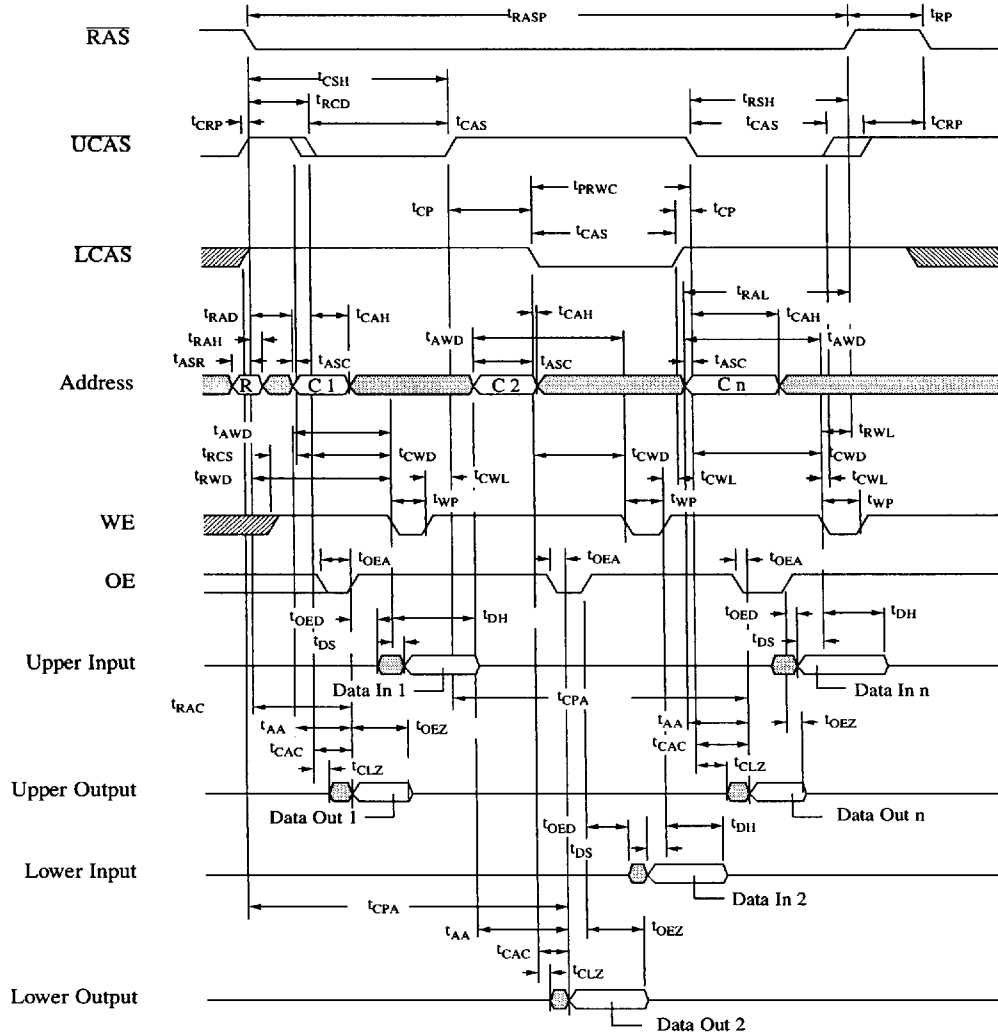 tRASP tRP
RAS
tCSH
tRCD tRSH
tCRP tCAS tCAS tCRP
UCAS
tPRWC
tCP tCP
tCAS
LCAS
tRAL
tRAD tCAH tCAH tCAH
tRAH tAWD tAWD
tASR tASC tASC tASC
Address R C 1 C 2 C n
tAWD tRWL
tRCS tCWD tCWD tCWD
tRWD tCWL tCWL tCWL
tWP tWP tWP
WE
tOEA tOEA tOEA
OE
tOED tDH tOED tDH
tDS tDS
Upper Input
Data In 1 Data In n
tCPA
tRAC
tAA tOEZ tAA tOEZ
tCAC tCAC
tCLZ tCLZ
Upper Output
Data Out 1 Data Out n
tOED tDH
tDS
Lower Input
Data In 2
tCPA
tAA tOEZ
tCAC
tCLZ
Lower Output
Data Out 2